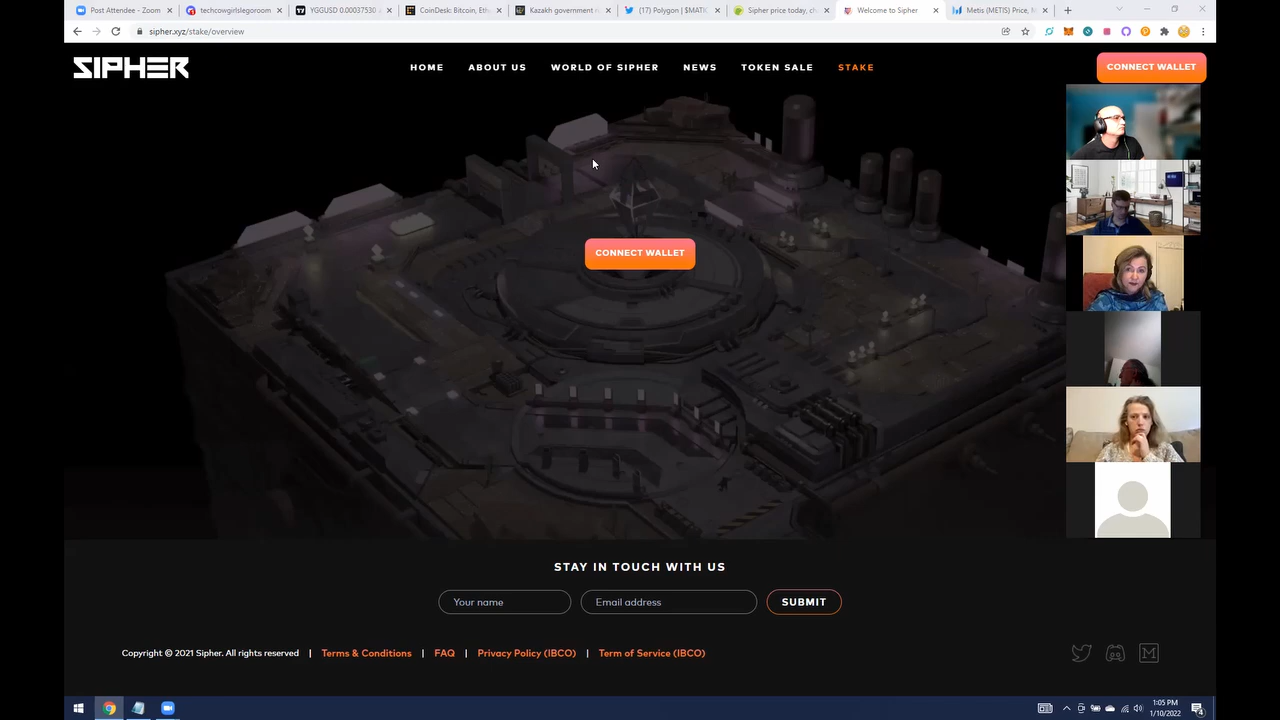 Post Attendee - Zoom
techcowgirlslegoroom
YGGUSD 0.00037530
CoinDesk: Bitcoin, Eth
Kazakh government r
(17) Polygon | $MATIC
Sipher price today, ch
Welcome to Sipher
Metis (METIS) Price, M
sipher.xyz/stake/overview
SIPHER
HOME
ABOUT US
WORLD OF SIPHER
NEWS
TOKEN SALE
STAKE
CONNECT WALLET
CONNECT WALLET
STAY IN TOUCH WITH US
Your name
Email address
SUBMIT
Copyright © 2021 Sipher. All rights reserved | Terms & Conditions | FAQ | Privacy Policy (IBCO) | Term of Service (IBCO)
1:05 PM
1/10/2022